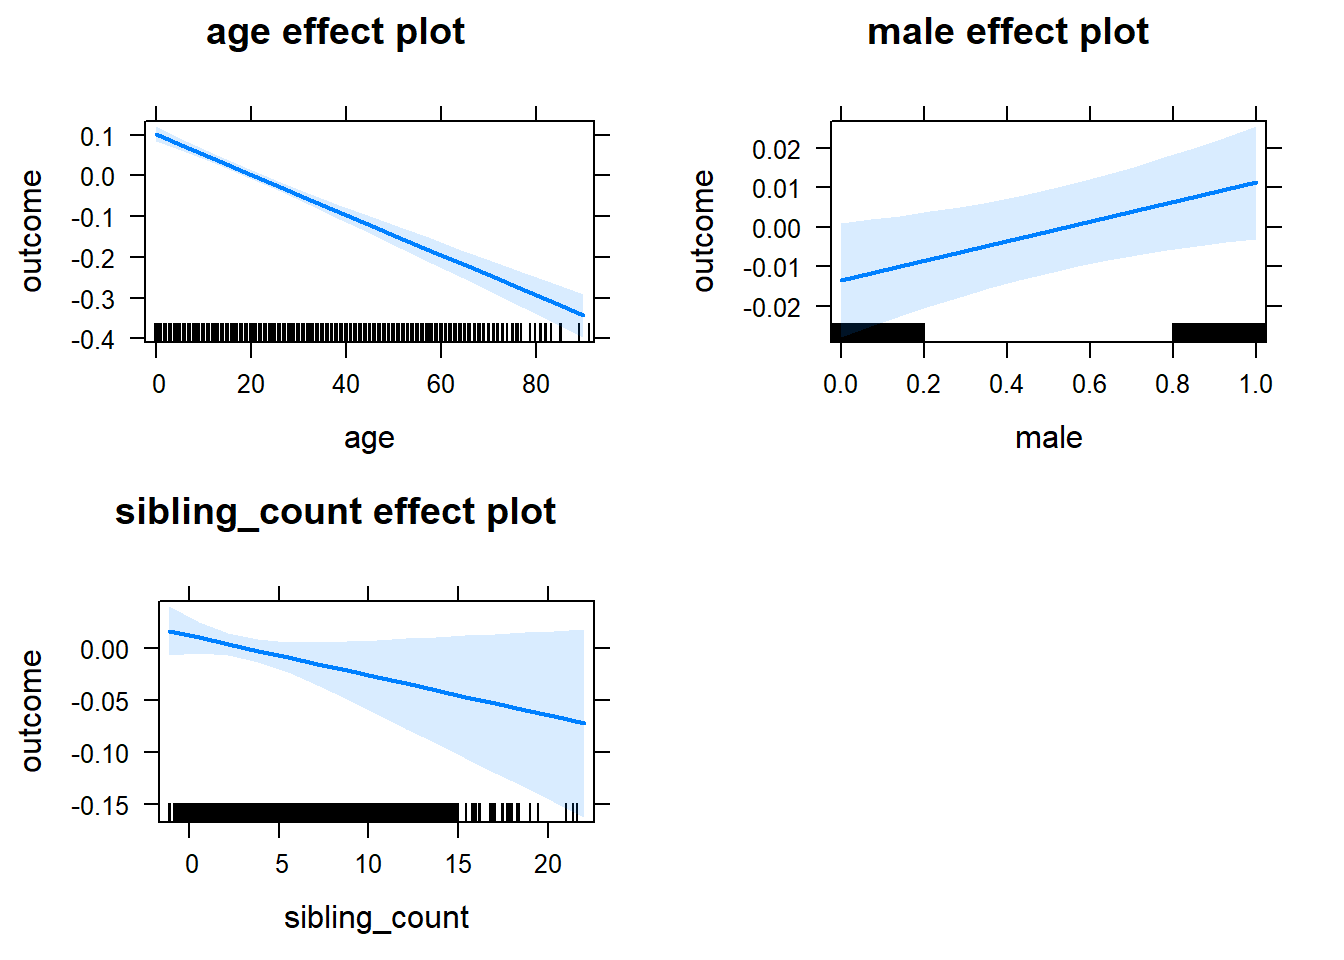 age effect plot
outcome
0.1
0.0
-0.1
-0.2
-0.3
-0.4
0 20 40 60 80
age
male effect plot
outcome
0.02
0.01
0.00
-0.01
-0.02
0.0 0.2 0.4 0.6 0.8 1.0
male
sibling_count effect plot
outcome
0.00
-0.05
-0.10
-0.15
0 5 10 15 20
sibling_count